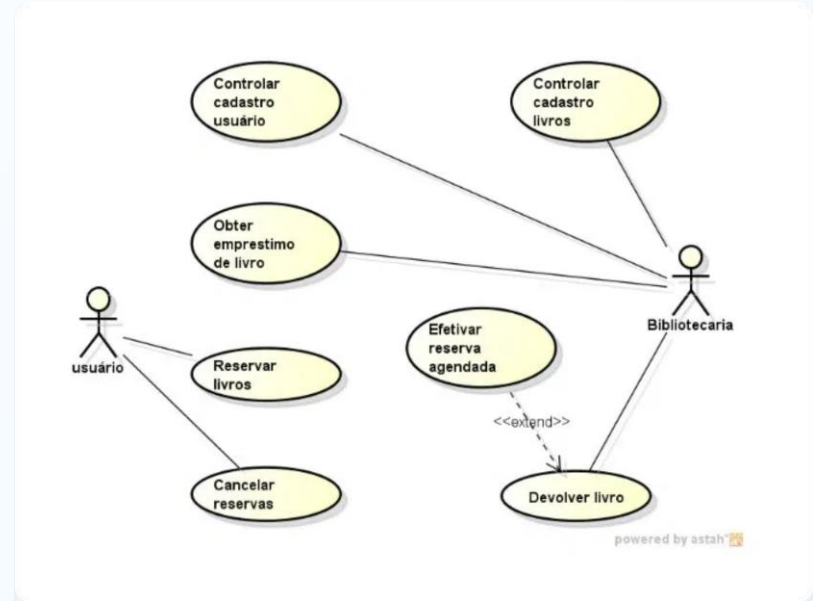 Controlar
cadastro
usuário
Controlar
cadastro
livros
Obter
emprestimo
de livro
Bibliotecaria
Efetivar
reserva
agendada
usuário
Reservar
livros
<<extend>>
Cancelar
reservas
Devolver livro
powered by astah*